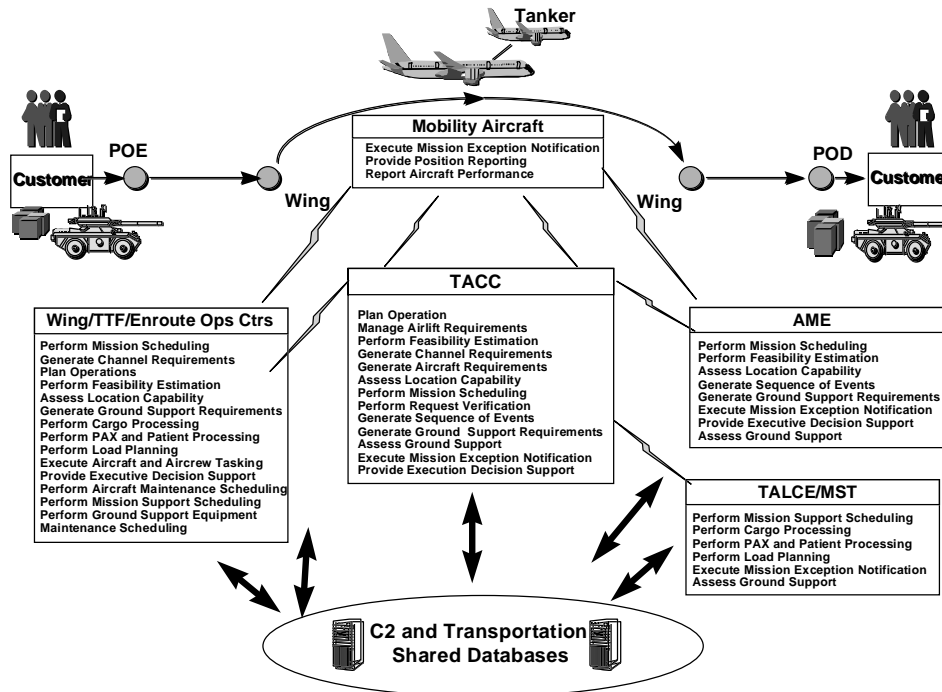 Tanker
Mobility Aircraft
Execute Mission Exception Notification
Provide Position Reporting
Report Aircraft Performance
POE
Customer
Wing
Wing
POD
Customer
Wing/TTF/Enroute Ops Ctrs
Perform Mission Scheduling
Generate Channel Requirements
Plan Operations
Perform Feasibility Estimation
Assess Location Capability
Generate Ground Support Requirements
Perform Cargo Processing
Perform PAX and Patient Processing
Perform Load Planning
Execute Aircraft and Aircrew Tasking
Provide Executive Decision Support
Perform Aircraft Maintenance Scheduling
Perform Mission Support Scheduling
Perform Ground Support Equipment
Maintenance Scheduling
TACC
Plan Operation
Manage Airlift Requirements
Perform Feasibility Estimation
Generate Channel Requirements
Generate Aircraft Requirements
Assess Location Capability
Perform Mission Scheduling
Perform Request Verification
Generate Sequence of Events
Generate Ground Support Requirements
Assess Ground Support
Execute Mission Exception Notification
Provide Execution Decision Support
AME
Perform Mission Scheduling
Perform Feasibility Estimation
Assess Location Capability
Generate Sequence of Events
Generate Ground Support Requirements
Execute Mission Exception Notification
Provide Executive Decision Support
Assess Ground Support
TALCE/MST
Perform Mission Support Scheduling
Perform Cargo Processing
Perform PAX and Patient Processing
Perform Load Planning
Execute Mission Exception Notification
Assess Ground Support
C2 and Transportation
Shared Databases